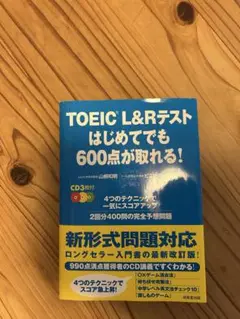 TOEIC® L&Rテスト
はじめてでも
600点が取れる!
CD3枚付
4つのテクニックで
一気にスコアアップ
2回分400問の完全予想問題
新形式問題対応
ロングセラー入門書の最新改訂版!
990点満点獲得者のCD講義ですぐわかる!
4つのテクニックで
スコア急上昇!